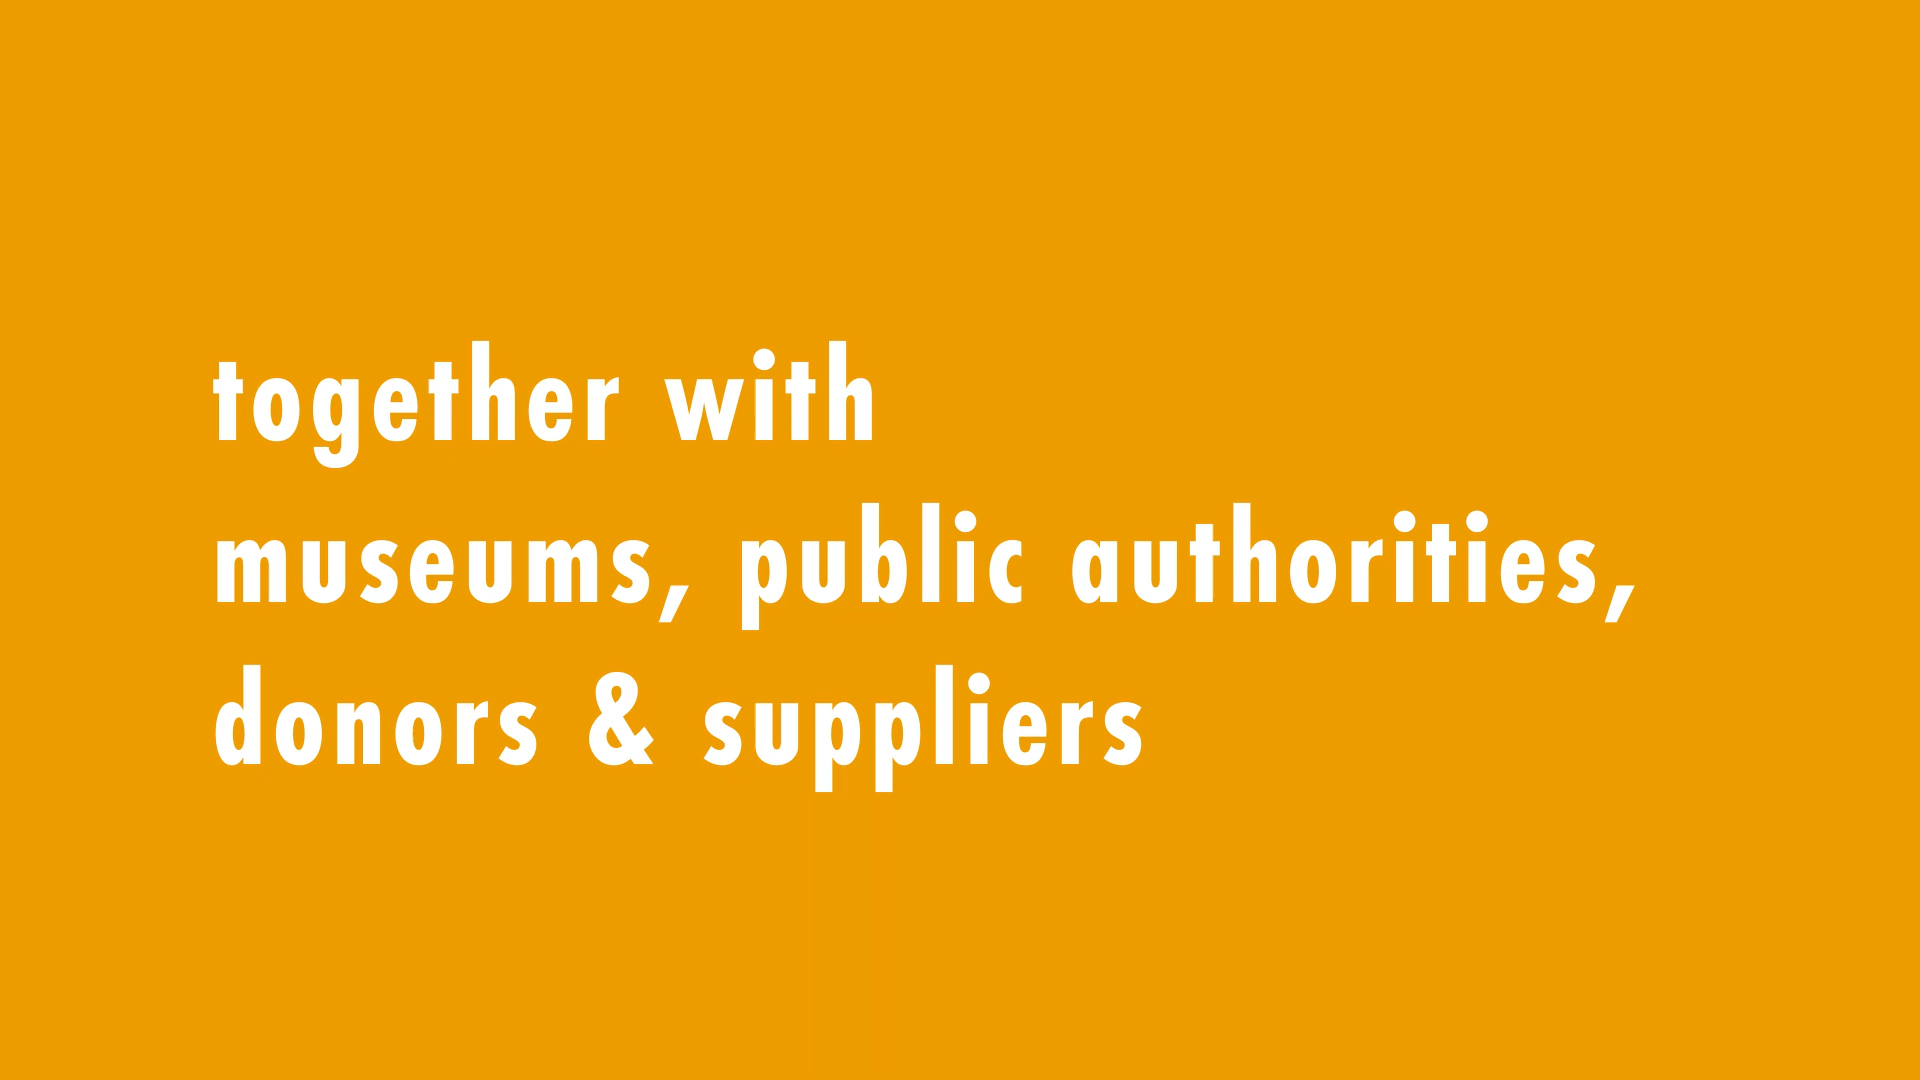 together with
museums, public authorities,
donors & suppliers